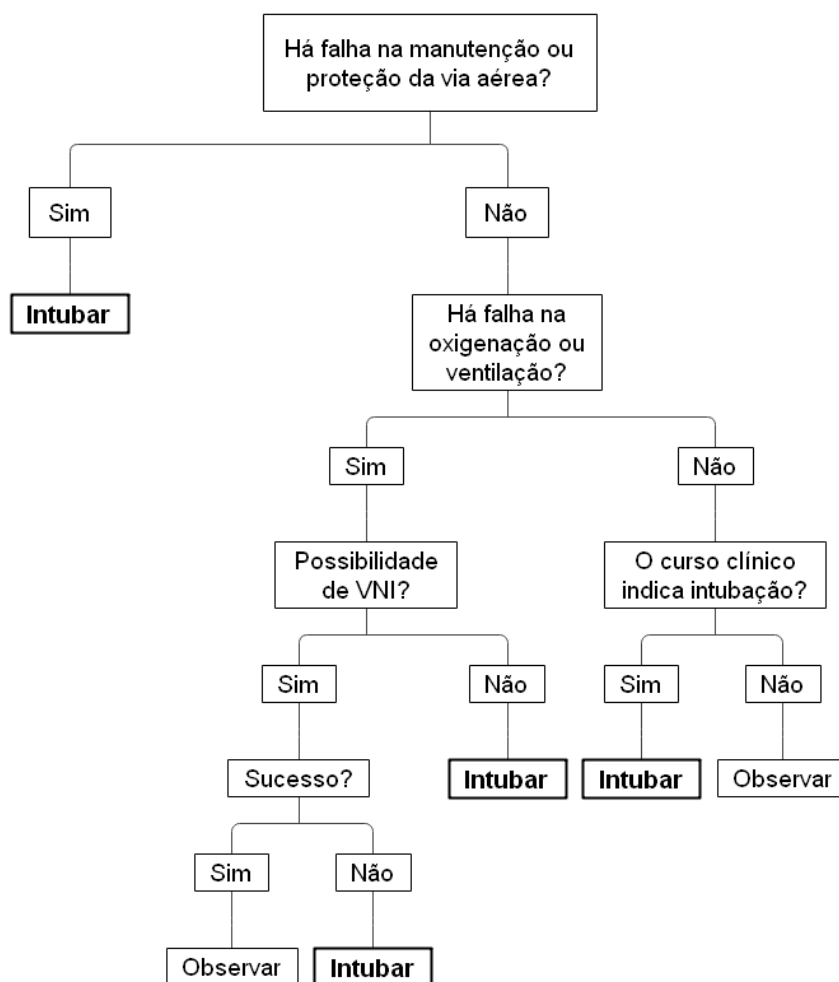 Há falha na manutenção ou
proteção da via aérea?
Sim
Não
Intubar
Há falha na
oxigenação ou
ventilação?
Sim
Não
Possibilidade
de VNI?
O curso clínico
indica intubação?
Sim
Não
Sim
Não
Sucesso?
Intubar
Intubar
Observar
Sim
Não
Observar
Intubar